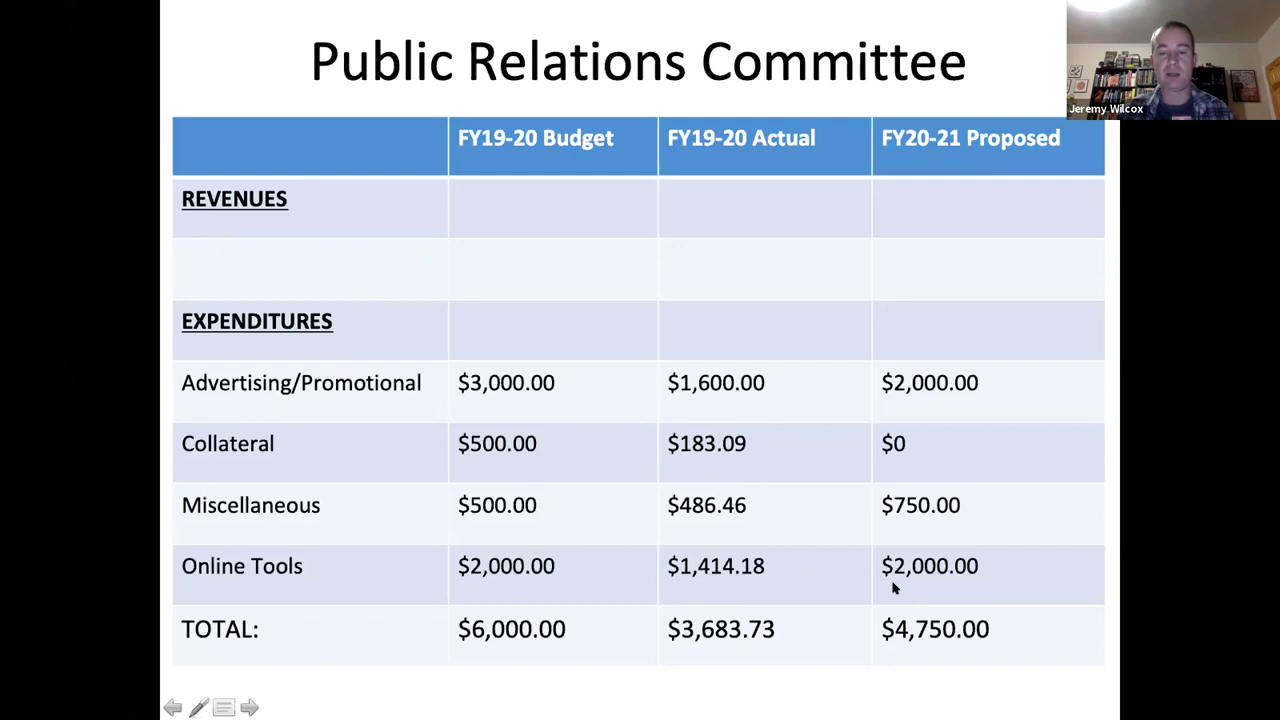 Public Relations Committee
Jeremy Wilcox
FY19-20 Budget FY19-20 Actual FY20-21 Proposed
REVENUES
EXPENDITURES
Advertising/Promotional $3,000.00 $1,600.00 $2,000.00
Collateral $500.00 $183.09 $0
Miscellaneous $500.00 $486.46 $750.00
Online Tools $2,000.00 $1,414.18 $2,000.00
TOTAL: $6,000.00 $3,683.73 $4,750.00